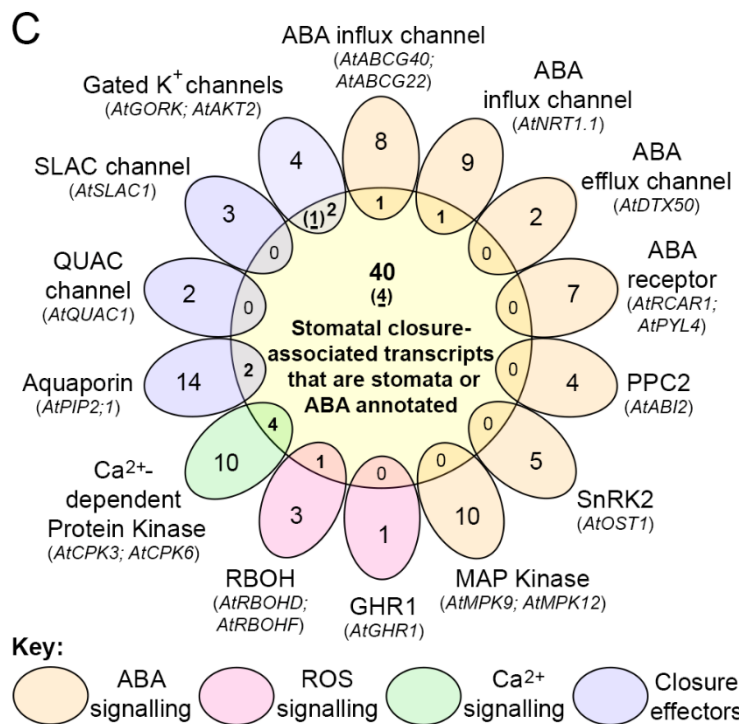 C
ABA influx channel
(AtABCG40;
AtABCG22)
8
1
ABA
influx channel
(AtNRT1.1)
9
1
ABA
efflux channel
(AtDTX50)
2
0
ABA
receptor
(AtRCAR1;
AtPYL4)
7
0
PPC2
(AtABI2)
4
0
SnRK2
(AtOST1)
5
0
MAP Kinase
(AtMPK9; AtMPK12)
10
0
GHR1
(AtGHR1)
1
0
RBOH
(AtRBOHD;
AtRBOHF)
3
1
Ca2+-
dependent
Protein Kinase
(AtCPK3; AtCPK6)
10
4
Aquaporin
(AtPIP2;1)
14
2
QUAC
channel
(AtQUAC1)
2
0
SLAC channel
(AtSLAC1)
3
0
Gated K+ channels
(AtGORK; AtAKT2)
4
(1) 2
40
(4)
Stomatal closure-
associated transcripts
that are stomata or
ABA annotated
Key:
ABA
signalling
ROS
signalling
Ca2+
signalling
Closure
effectors